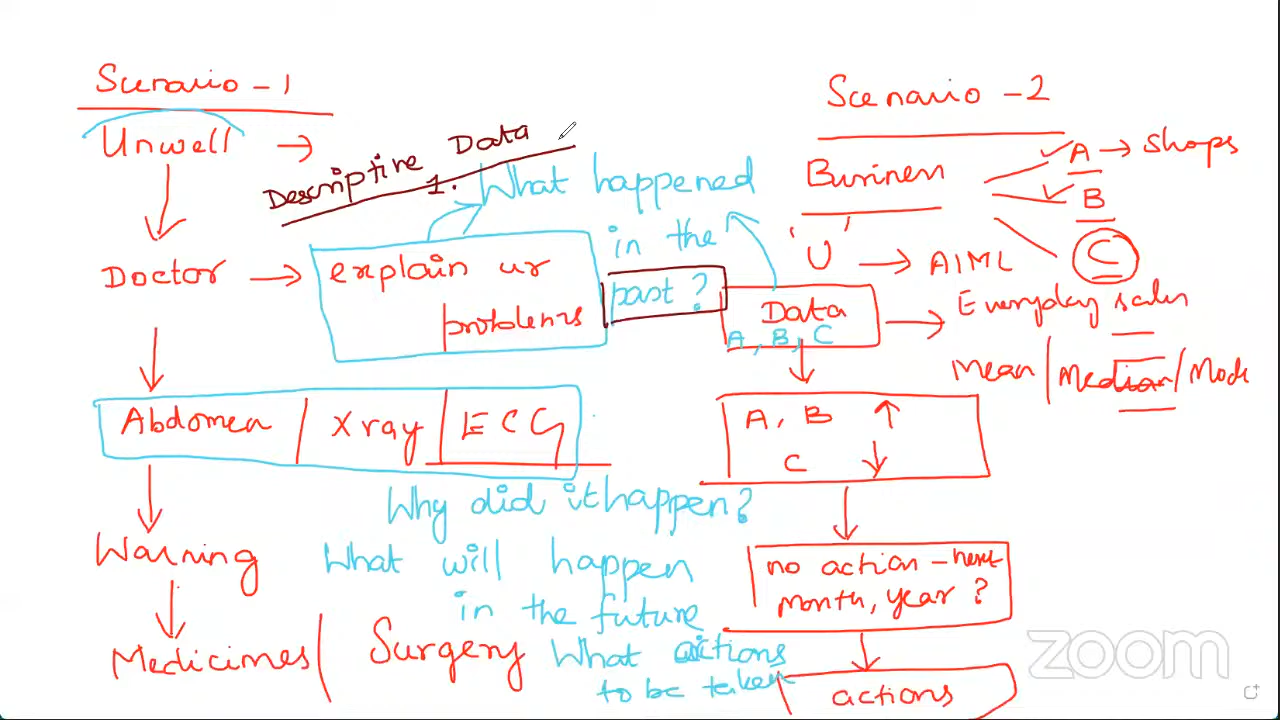 Scenario - 1
Unwell →
Doctor →
explain ur
problems
Abdomen / Xray | ECG
Warning
Medicines / Surgery
Descriptive Data
1. What happened
in the
past ?
Why did it happen?
What will happen
in the future
What actions
to be taken
Scenario - 2
Business
A → Shops
B
C
'U' → AIML
Data
A, B, C
→ Everyday sales
Mean / Median / Mode
A, B ↑
C ↓
no action - next
month, year ?
actions
zoom